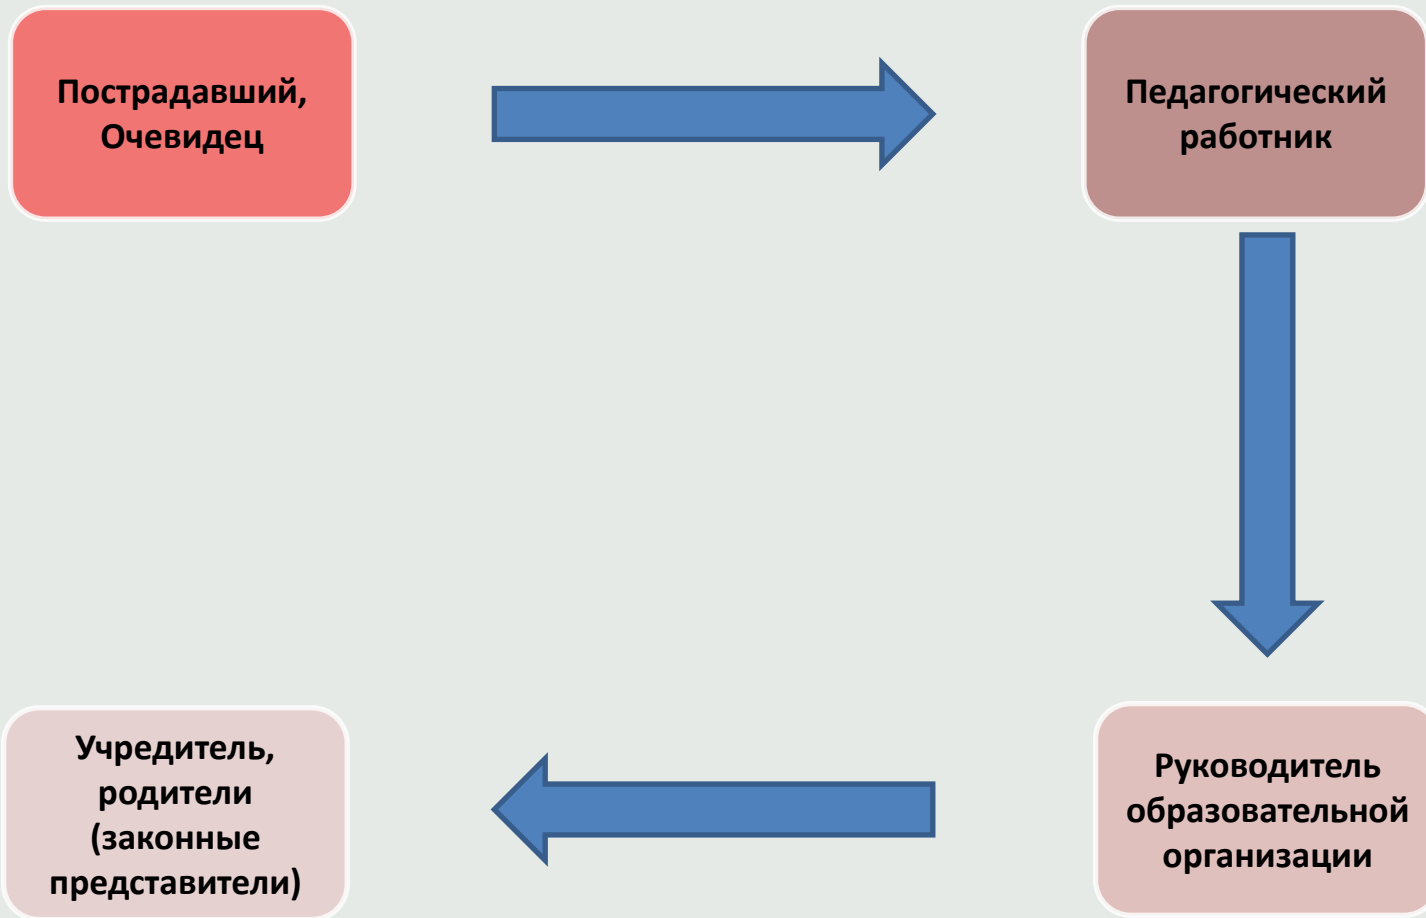 Пострадавший,
Очевидец
Педагогический
работник
Руководитель
образовательной
организации
Учредитель,
родители
(законные
представители)